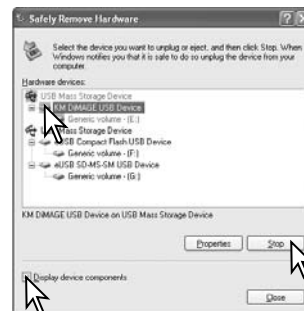 Safely Remove Hardware
Select the device you want to unplug or eject, and then click Stop. When
Windows notifies you that it is safe to do so unplug the device from your
computer.
Hardware devices:
USB Mass Storage Device
KM DiMAGE USB Device
Generic volume - (E:)
Mass Storage Device
USB Compact Flash USB Device
Generic volume - (F:)
eUSB SD-MS-SM USB Device
Generic volume - (G:)
KM DiMAGE USB Device on USB Mass Storage Device
Properties
Stop
Display device components
Close